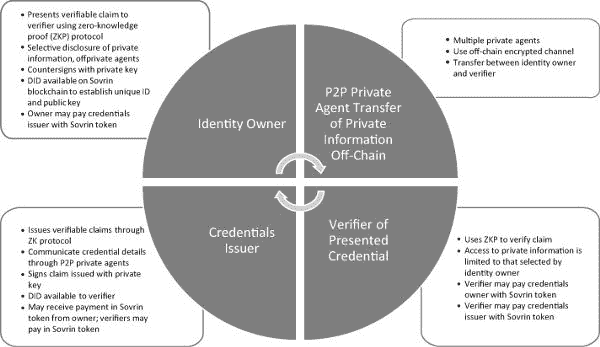 • Presents verifiable claim to
verifier using zero-knowledge
proof (ZKP) protocol
• Selective disclosure of private
information, offprivate agents
• Countersigns with private key
• DID available on Sovrin
blockchain to establish unique ID
and public key
• Owner may pay credentials
issuer with Sovrin token
• Multiple private agents
• Use off-chain encrypted channel
• Transfer between identity owner
and verifier
Identity Owner
P2P Private
Agent Transfer
of Private
Information
Off-Chain
Credentials
Issuer
Verifier of
Presented
Credential
• Issues verifiable claims through
ZK protocol
• Communicate credential details
through P2P private agents
• Signs claim issued with private
key
• DID available to verifier
• May receive payment in Sovrin
token from owner; verifiers may
pay in Sovrin token
• Uses ZKP to verify claim
• Access to private information is
limited to that selected by
identity owner
• Verifier may pay credentials
owner with Sovrin token
• Verifier may pay credentials
issuer with Sovrin token